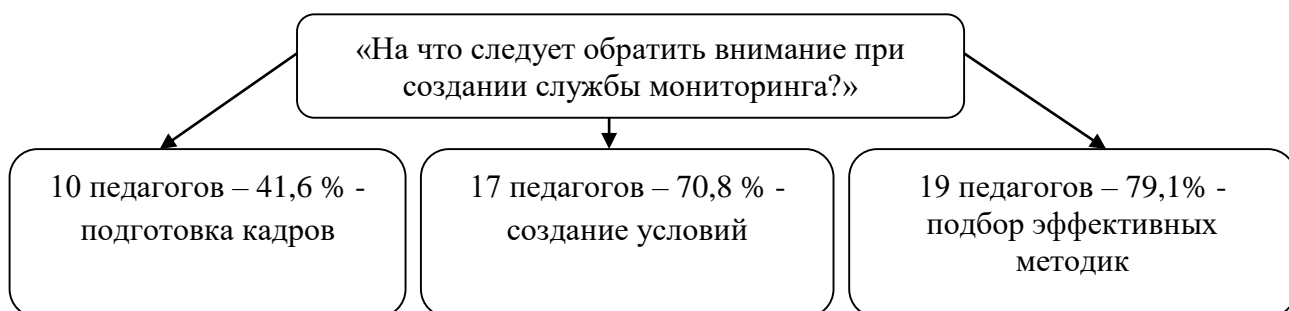 «На что следует обратить внимание при
создании службы мониторинга?»
10 педагогов – 41,6 % -
подготовка кадров
17 педагогов – 70,8 % -
создание условий
19 педагогов – 79,1% -
подбор эффективных
методик